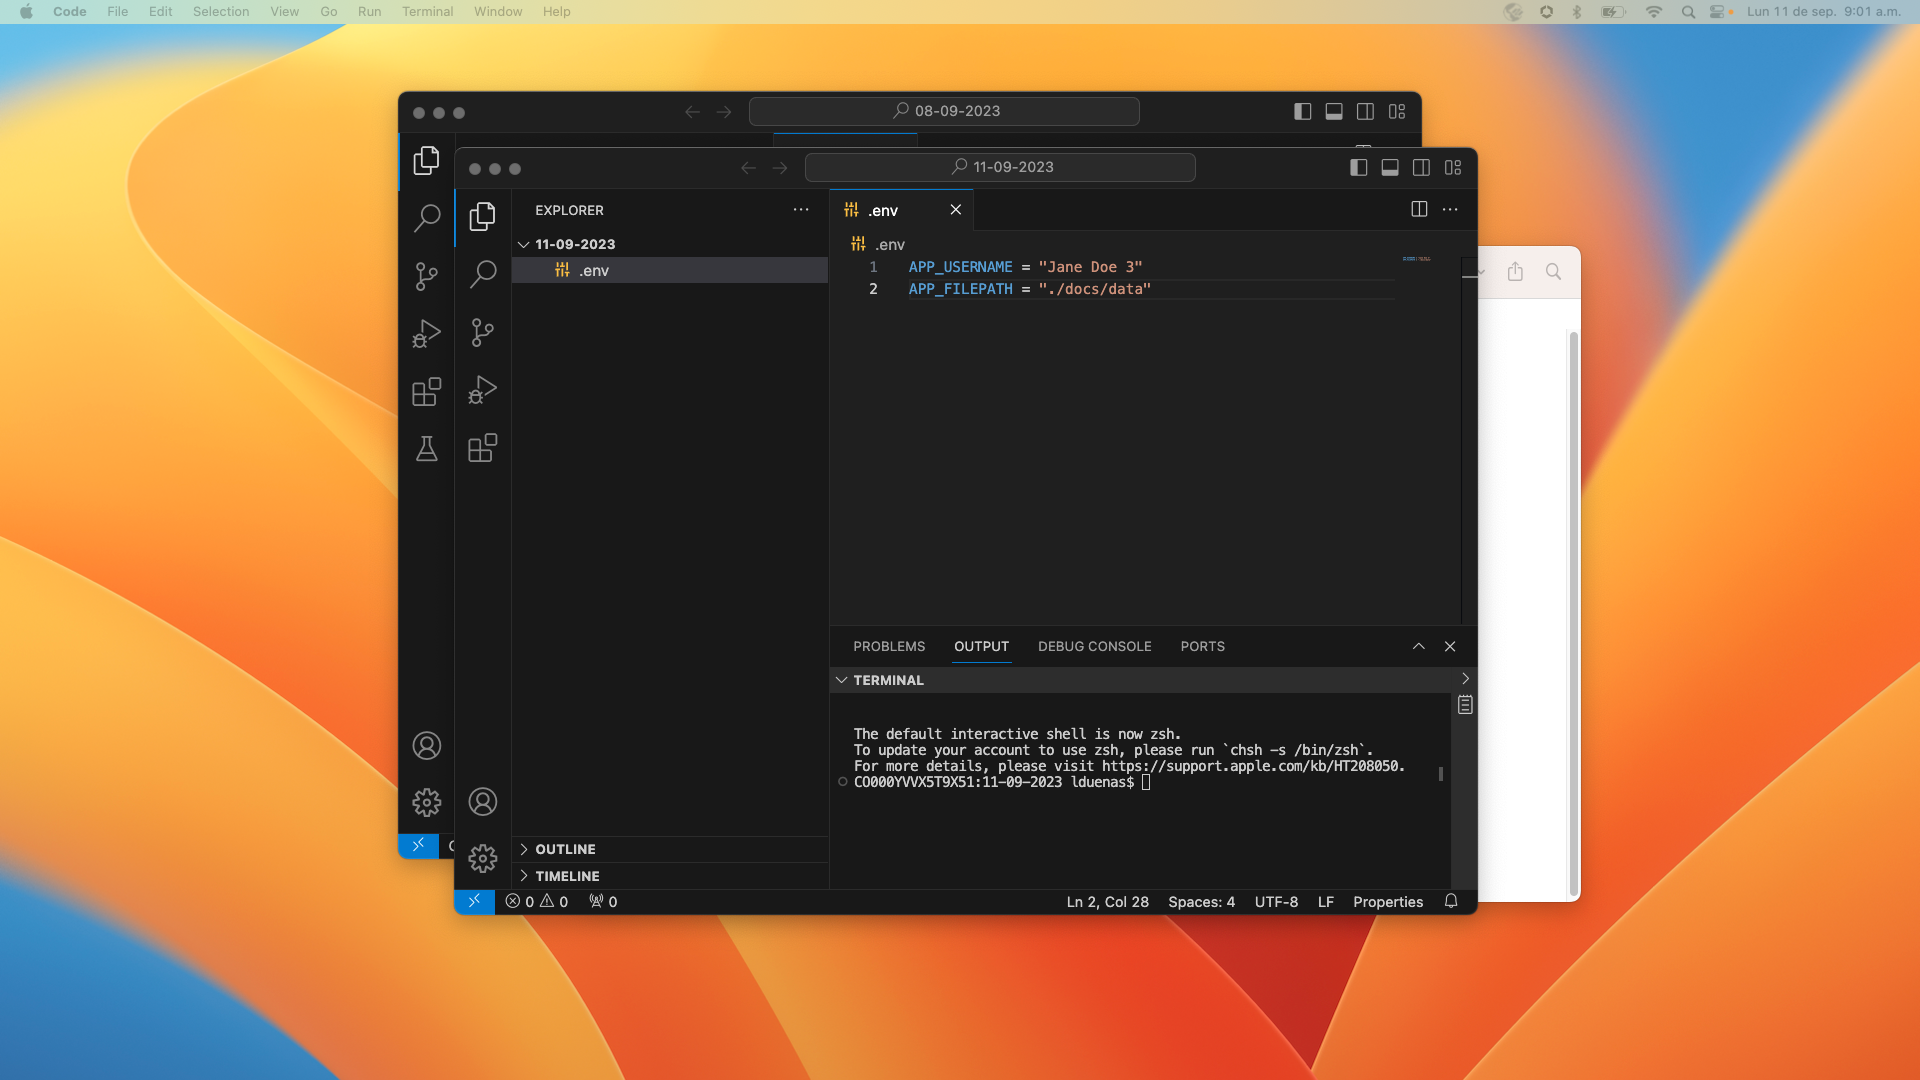 Code File Edit Selection View Go Run Terminal Window Help
Lun 11 de sep. 9:01 a.m.
08-09-2023
11-09-2023
EXPLORER
11-09-2023
.env
.env
.env
1 APP_USERNAME = "Jane Doe 3"
2 APP_FILEPATH = "./docs/data"
PROBLEMS OUTPUT DEBUG CONSOLE PORTS
TERMINAL
The default interactive shell is now zsh.
To update your account to use zsh, please run `chsh -s /bin/zsh`.
For more details, please visit https://support.apple.com/kb/HT208050.
CO000YVVX5T9X51:11-09-2023 lduenas$
OUTLINE
TIMELINE
0 0 0
Ln 2, Col 28 Spaces: 4 UTF-8 LF Properties